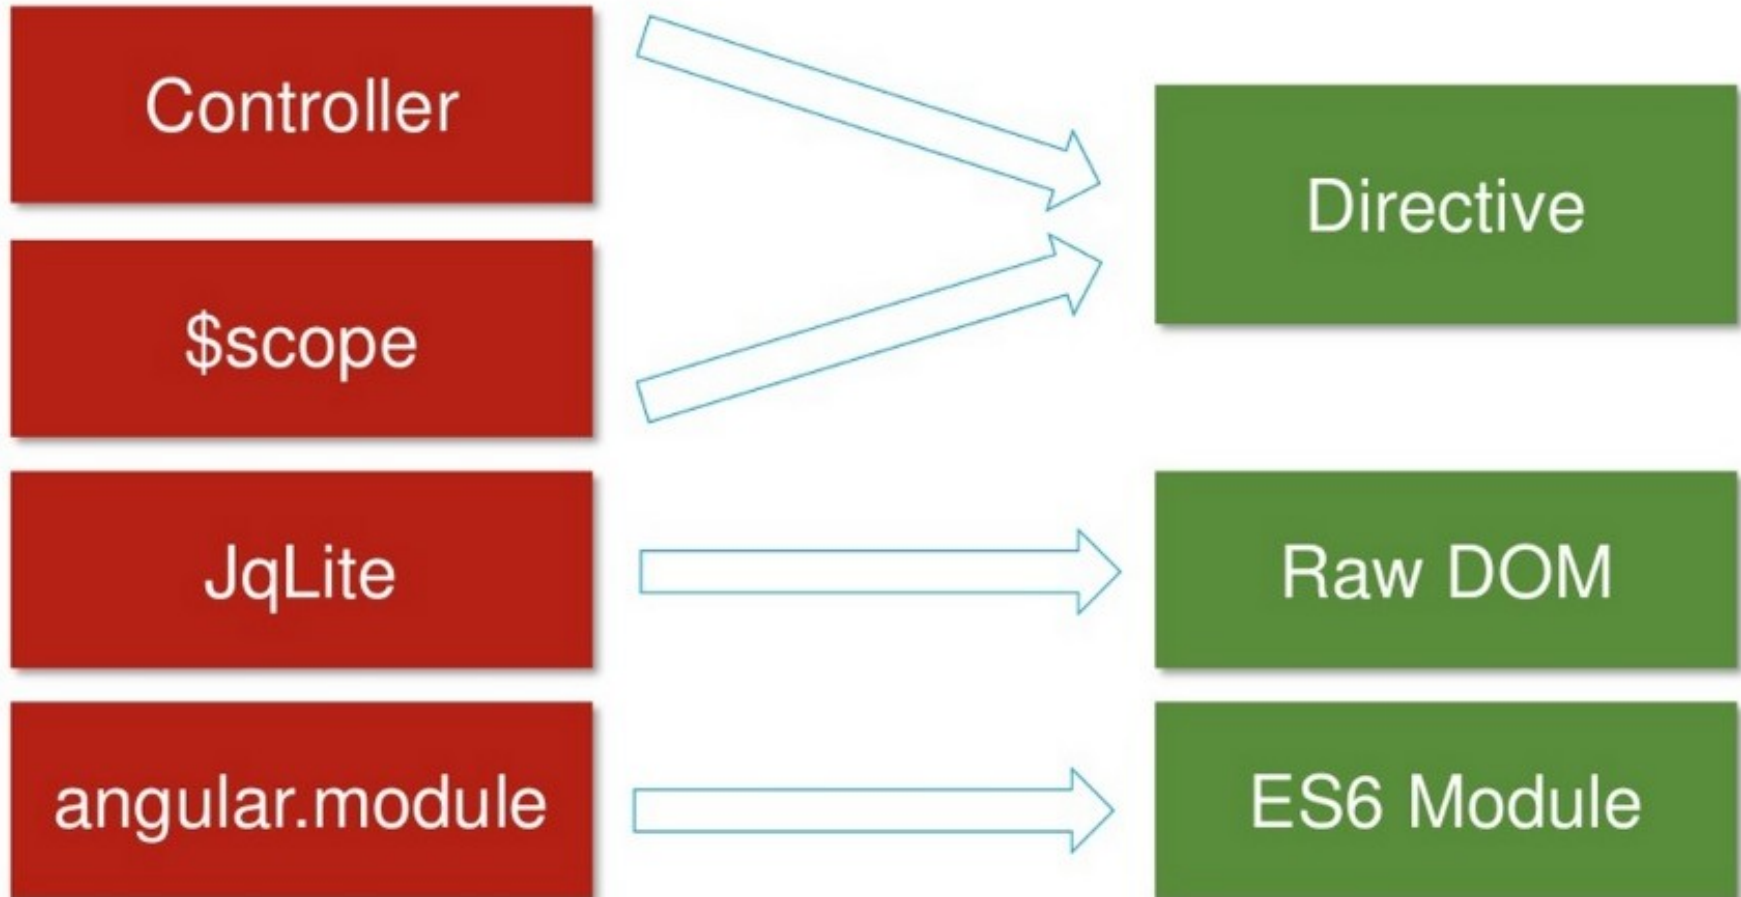 Controller
$scope
JqLite
angular.module
Directive
Raw DOM
ES6 Module